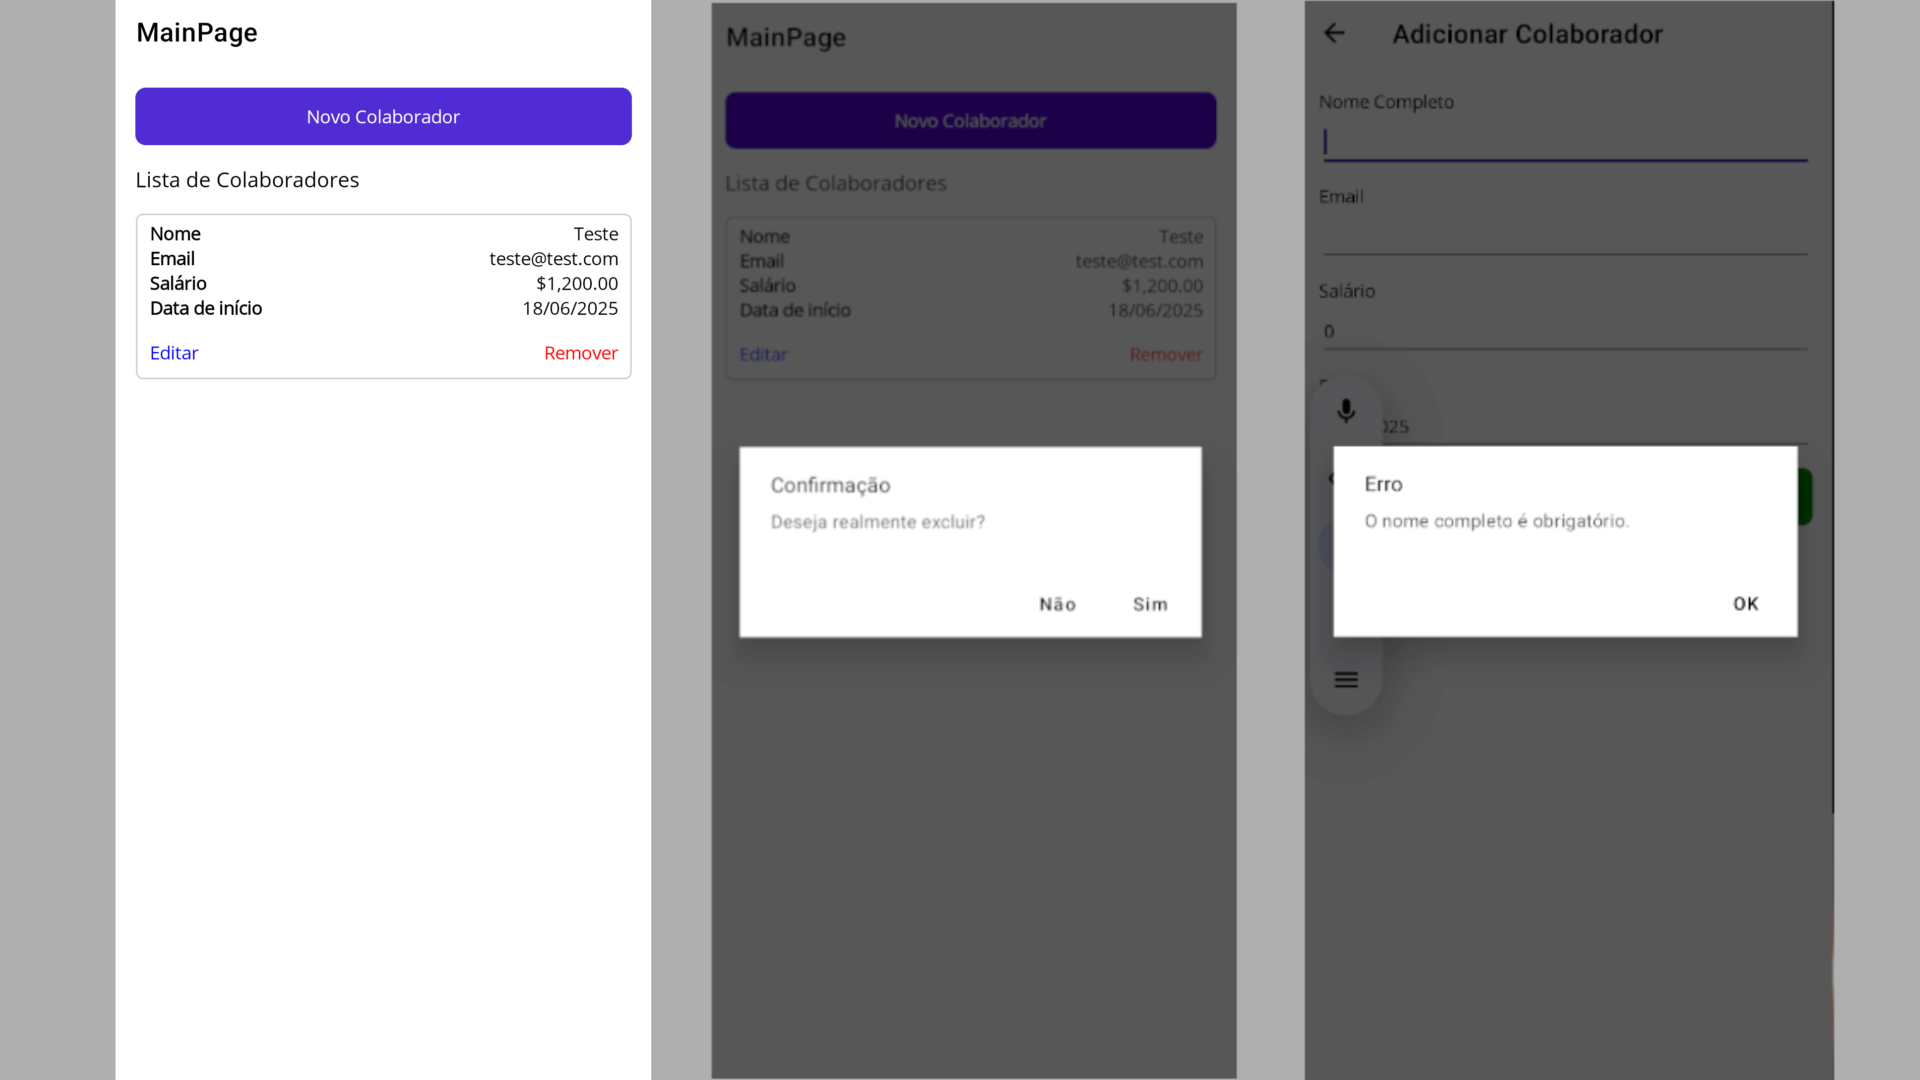 MainPage
Novo Colaborador
Lista de Colaboradores
Nome Teste
Email teste@test.com
Salário $1,200.00
Data de início 18/06/2025
Editar Remover
MainPage
Novo Colaborador
Lista de Colaboradores
Nome Teste
Email teste@test.com
Salário $1,200.00
Data de início 18/06/2025
Editar Remover
Confirmação
Deseja realmente excluir?
Não Sim
Adicionar Colaborador
Nome Completo
Email
Salário
0
Erro
O nome completo é obrigatório.
OK